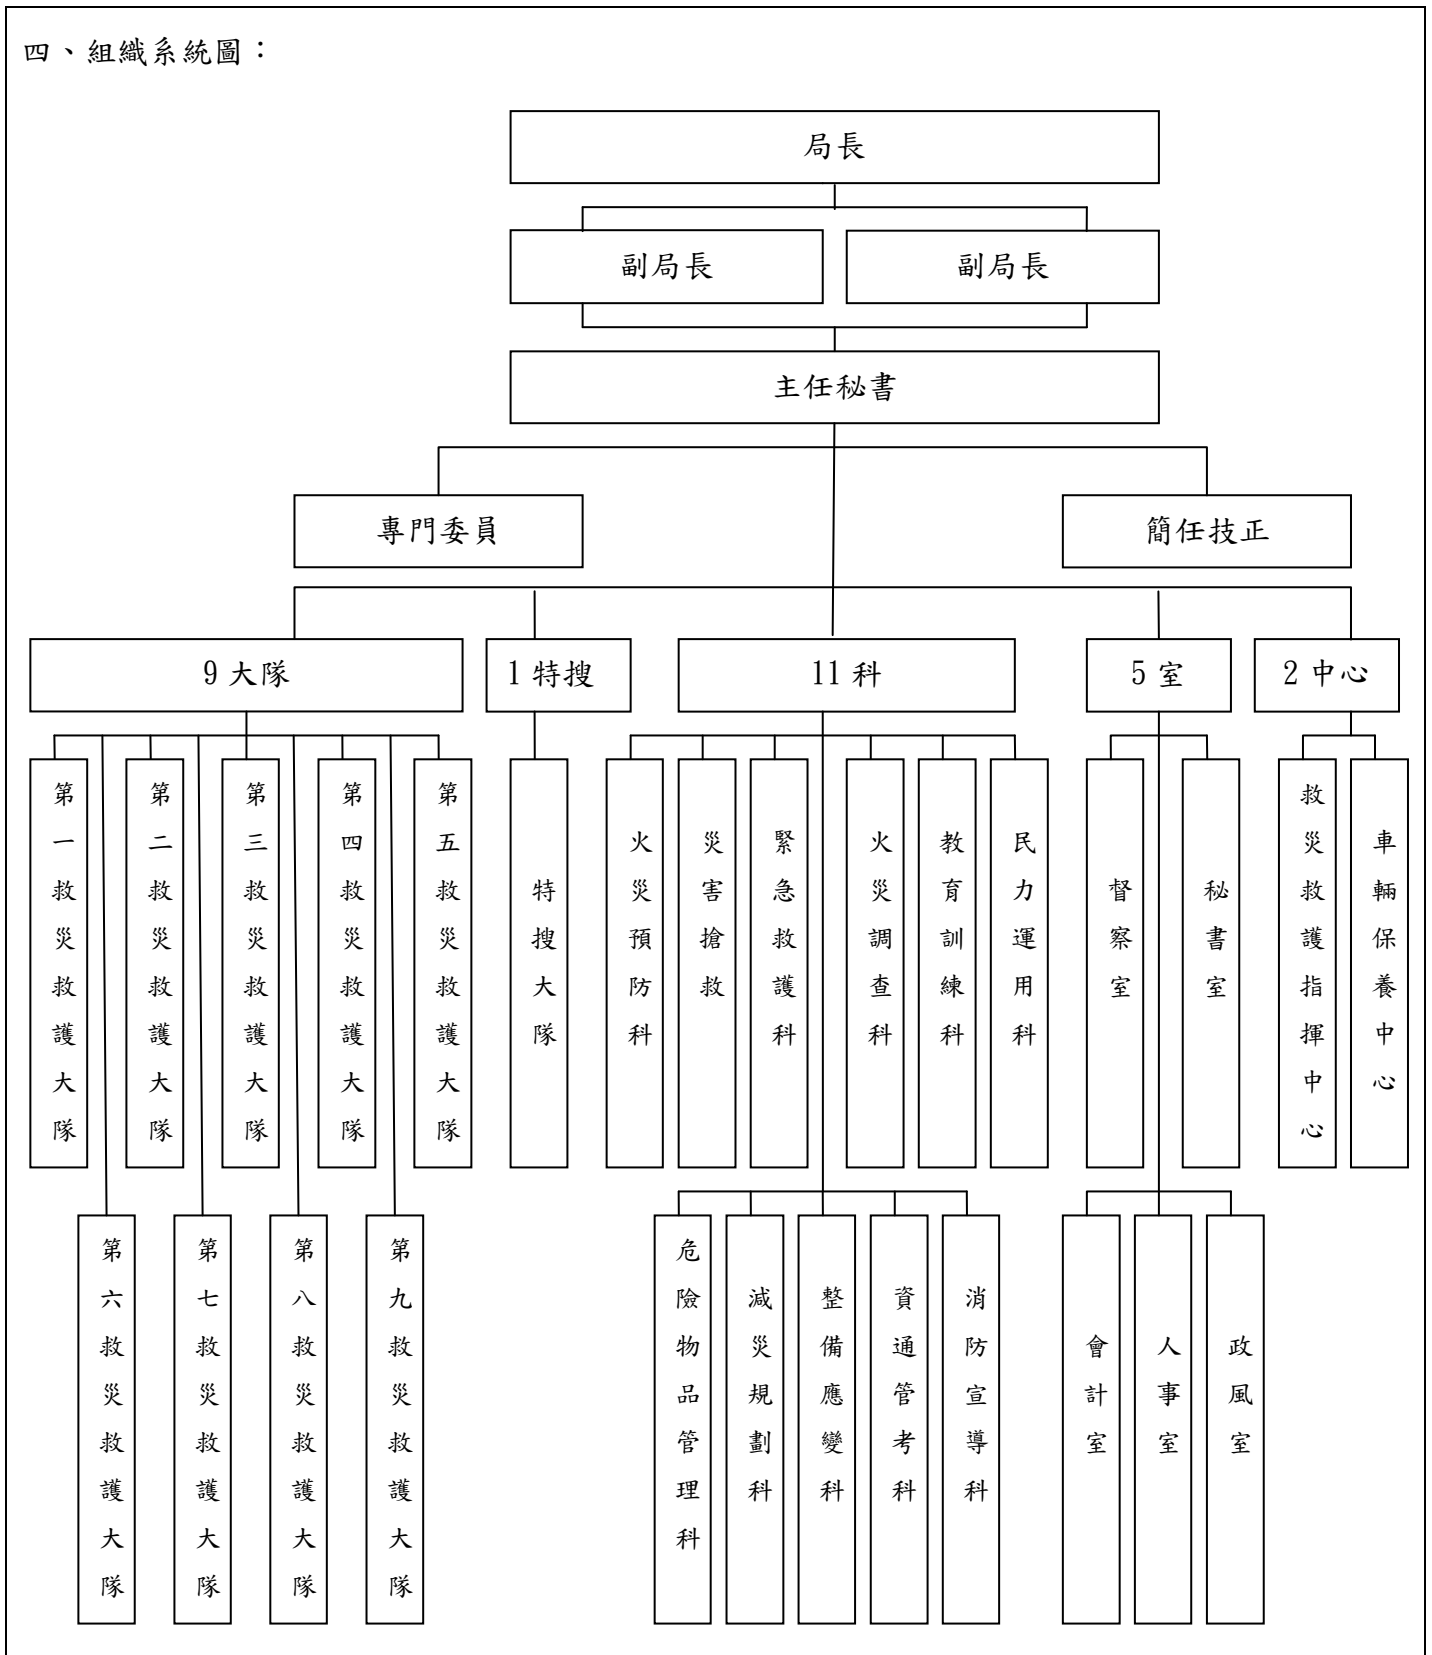 四、組織系統圖：
局長
副局長
副局長
主任秘書
專門委員
簡任技正
9 大隊
1 特搜
11 科
5 室
2 中心
第一救災救護大隊
第二救災救護大隊
第三救災救護大隊
第四救災救護大隊
第五救災救護大隊
特搜大隊
火災預防科
災害搶救
緊急救護科
火災調查科
教育訓練科
民力運用科
督察室
秘書室
救災救護指揮中心
車輛保養中心
第六救災救護大隊
第七救災救護大隊
第八救災救護大隊
第九救災救護大隊
危險物品管理科
減災規劃科
整備應變科
資通管考科
消防宣導科
會計室
人事室
政風室